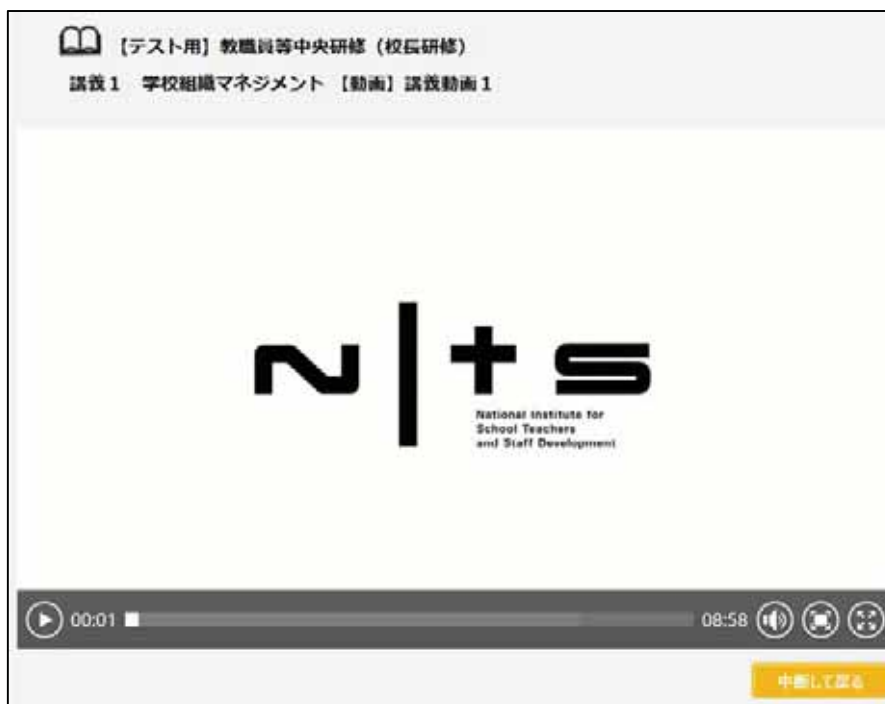 【テスト用】教職員等中央研修（校長研修）
講義1　学校組織マネジメント 【動画】講義動画1
NITS
National Institute for
School Teachers
and Staff Development
00:01
08:58
中断して戻る